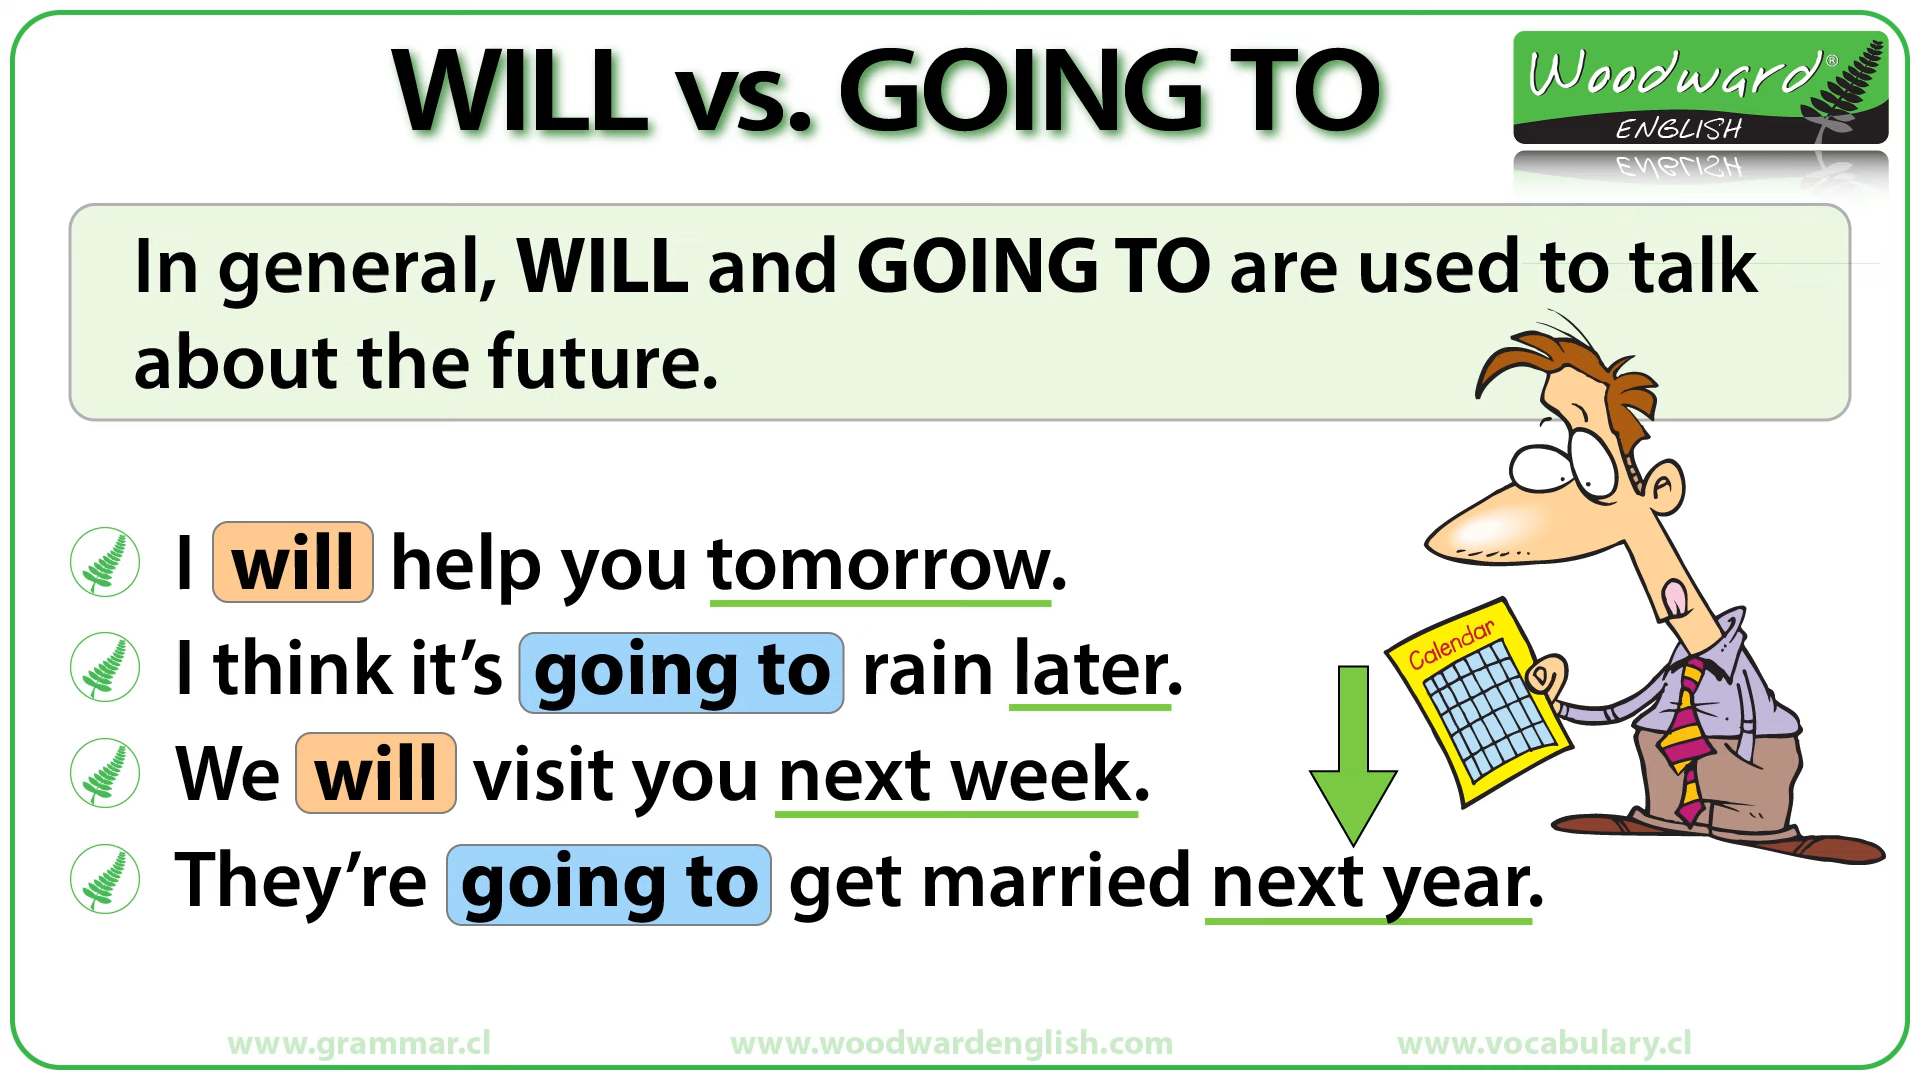 WILL vs. GOING TO
Woodward®
ENGLISH
In general, WILL and GOING TO are used to talk
about the future.
I will help you tomorrow.
I think it’s going to rain later.
We will visit you next week.
They’re going to get married next year.
Calendar
www.grammar.cl
www.woodwardenglish.com
www.vocabulary.cl